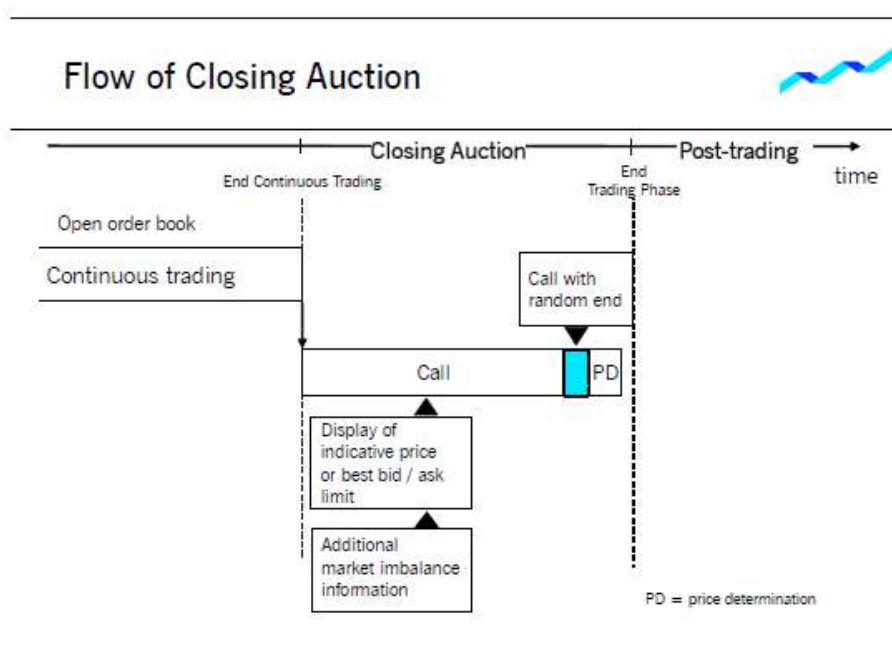 Flow of Closing Auction
Closing Auction
Post-trading
time
End Continuous Trading
End
Trading Phase
Open order book
Continuous trading
Call with
random end
Call
PD
Display of
indicative price
or best bid / ask
limit
Additional
market imbalance
information
PD = price determination